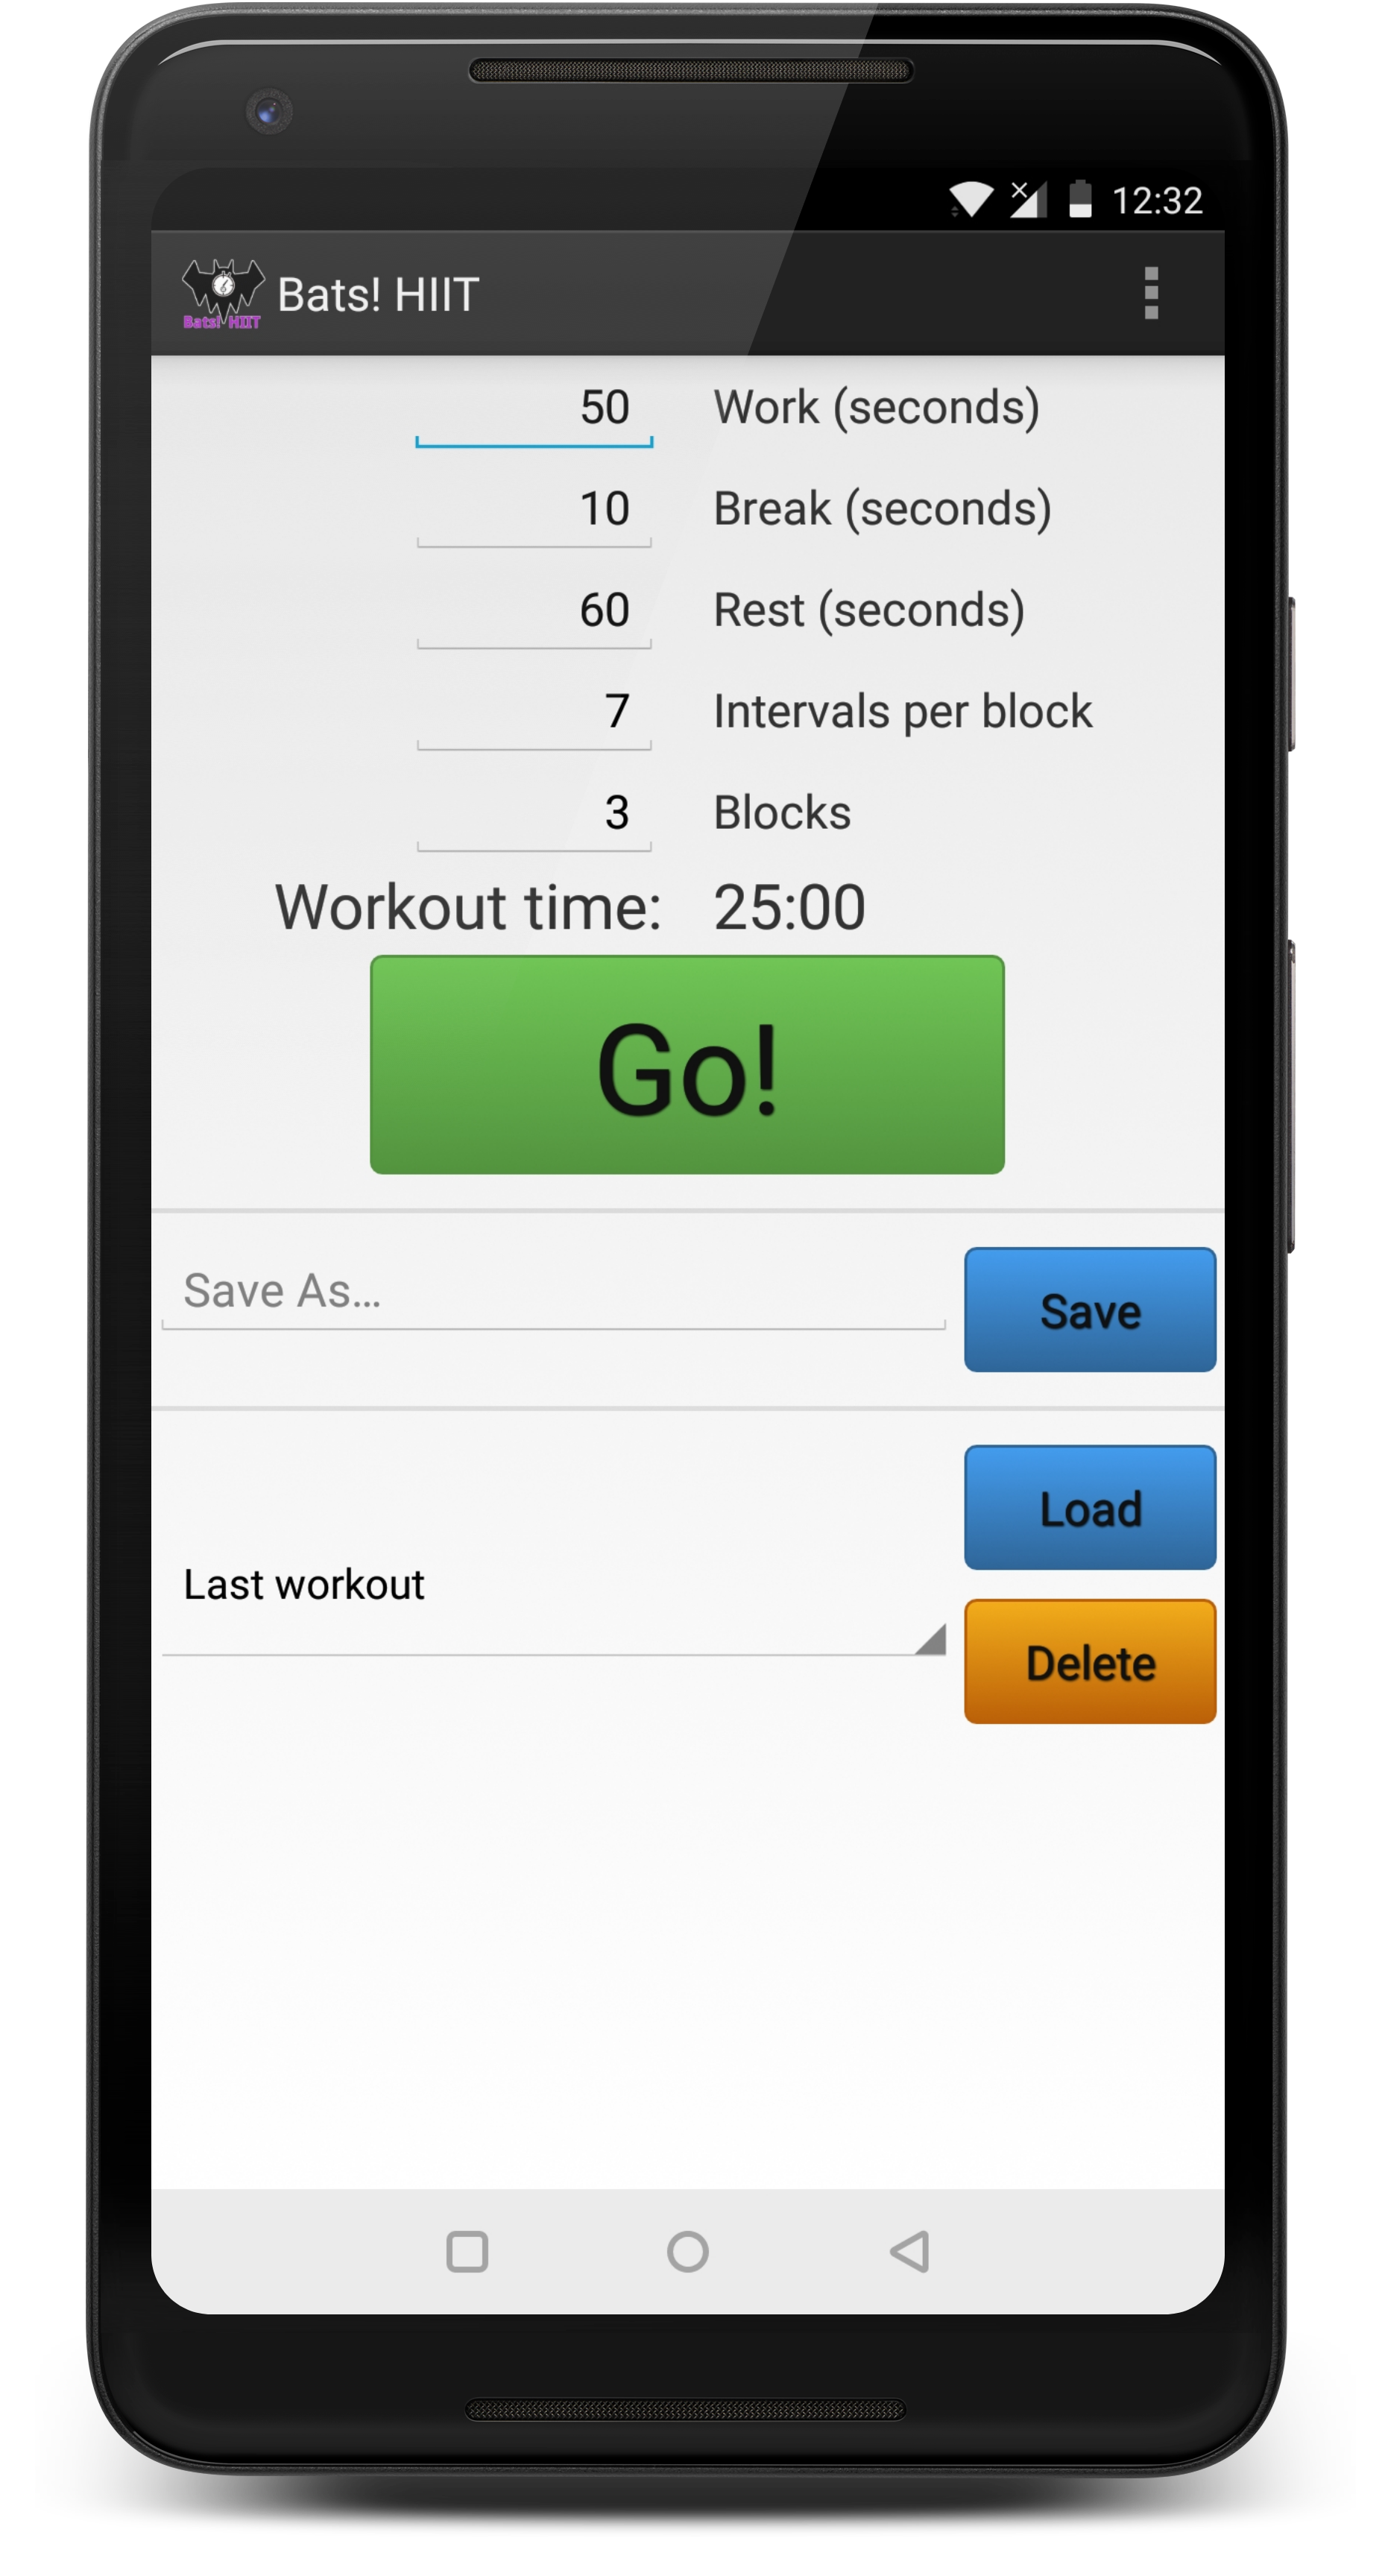 12:32
Bats! HIIT
Bats! HIIT
50 Work (seconds)
10 Break (seconds)
60 Rest (seconds)
7 Intervals per block
3 Blocks
Workout time: 25:00
Go!
Save As...
Save
Load
Last workout
Delete